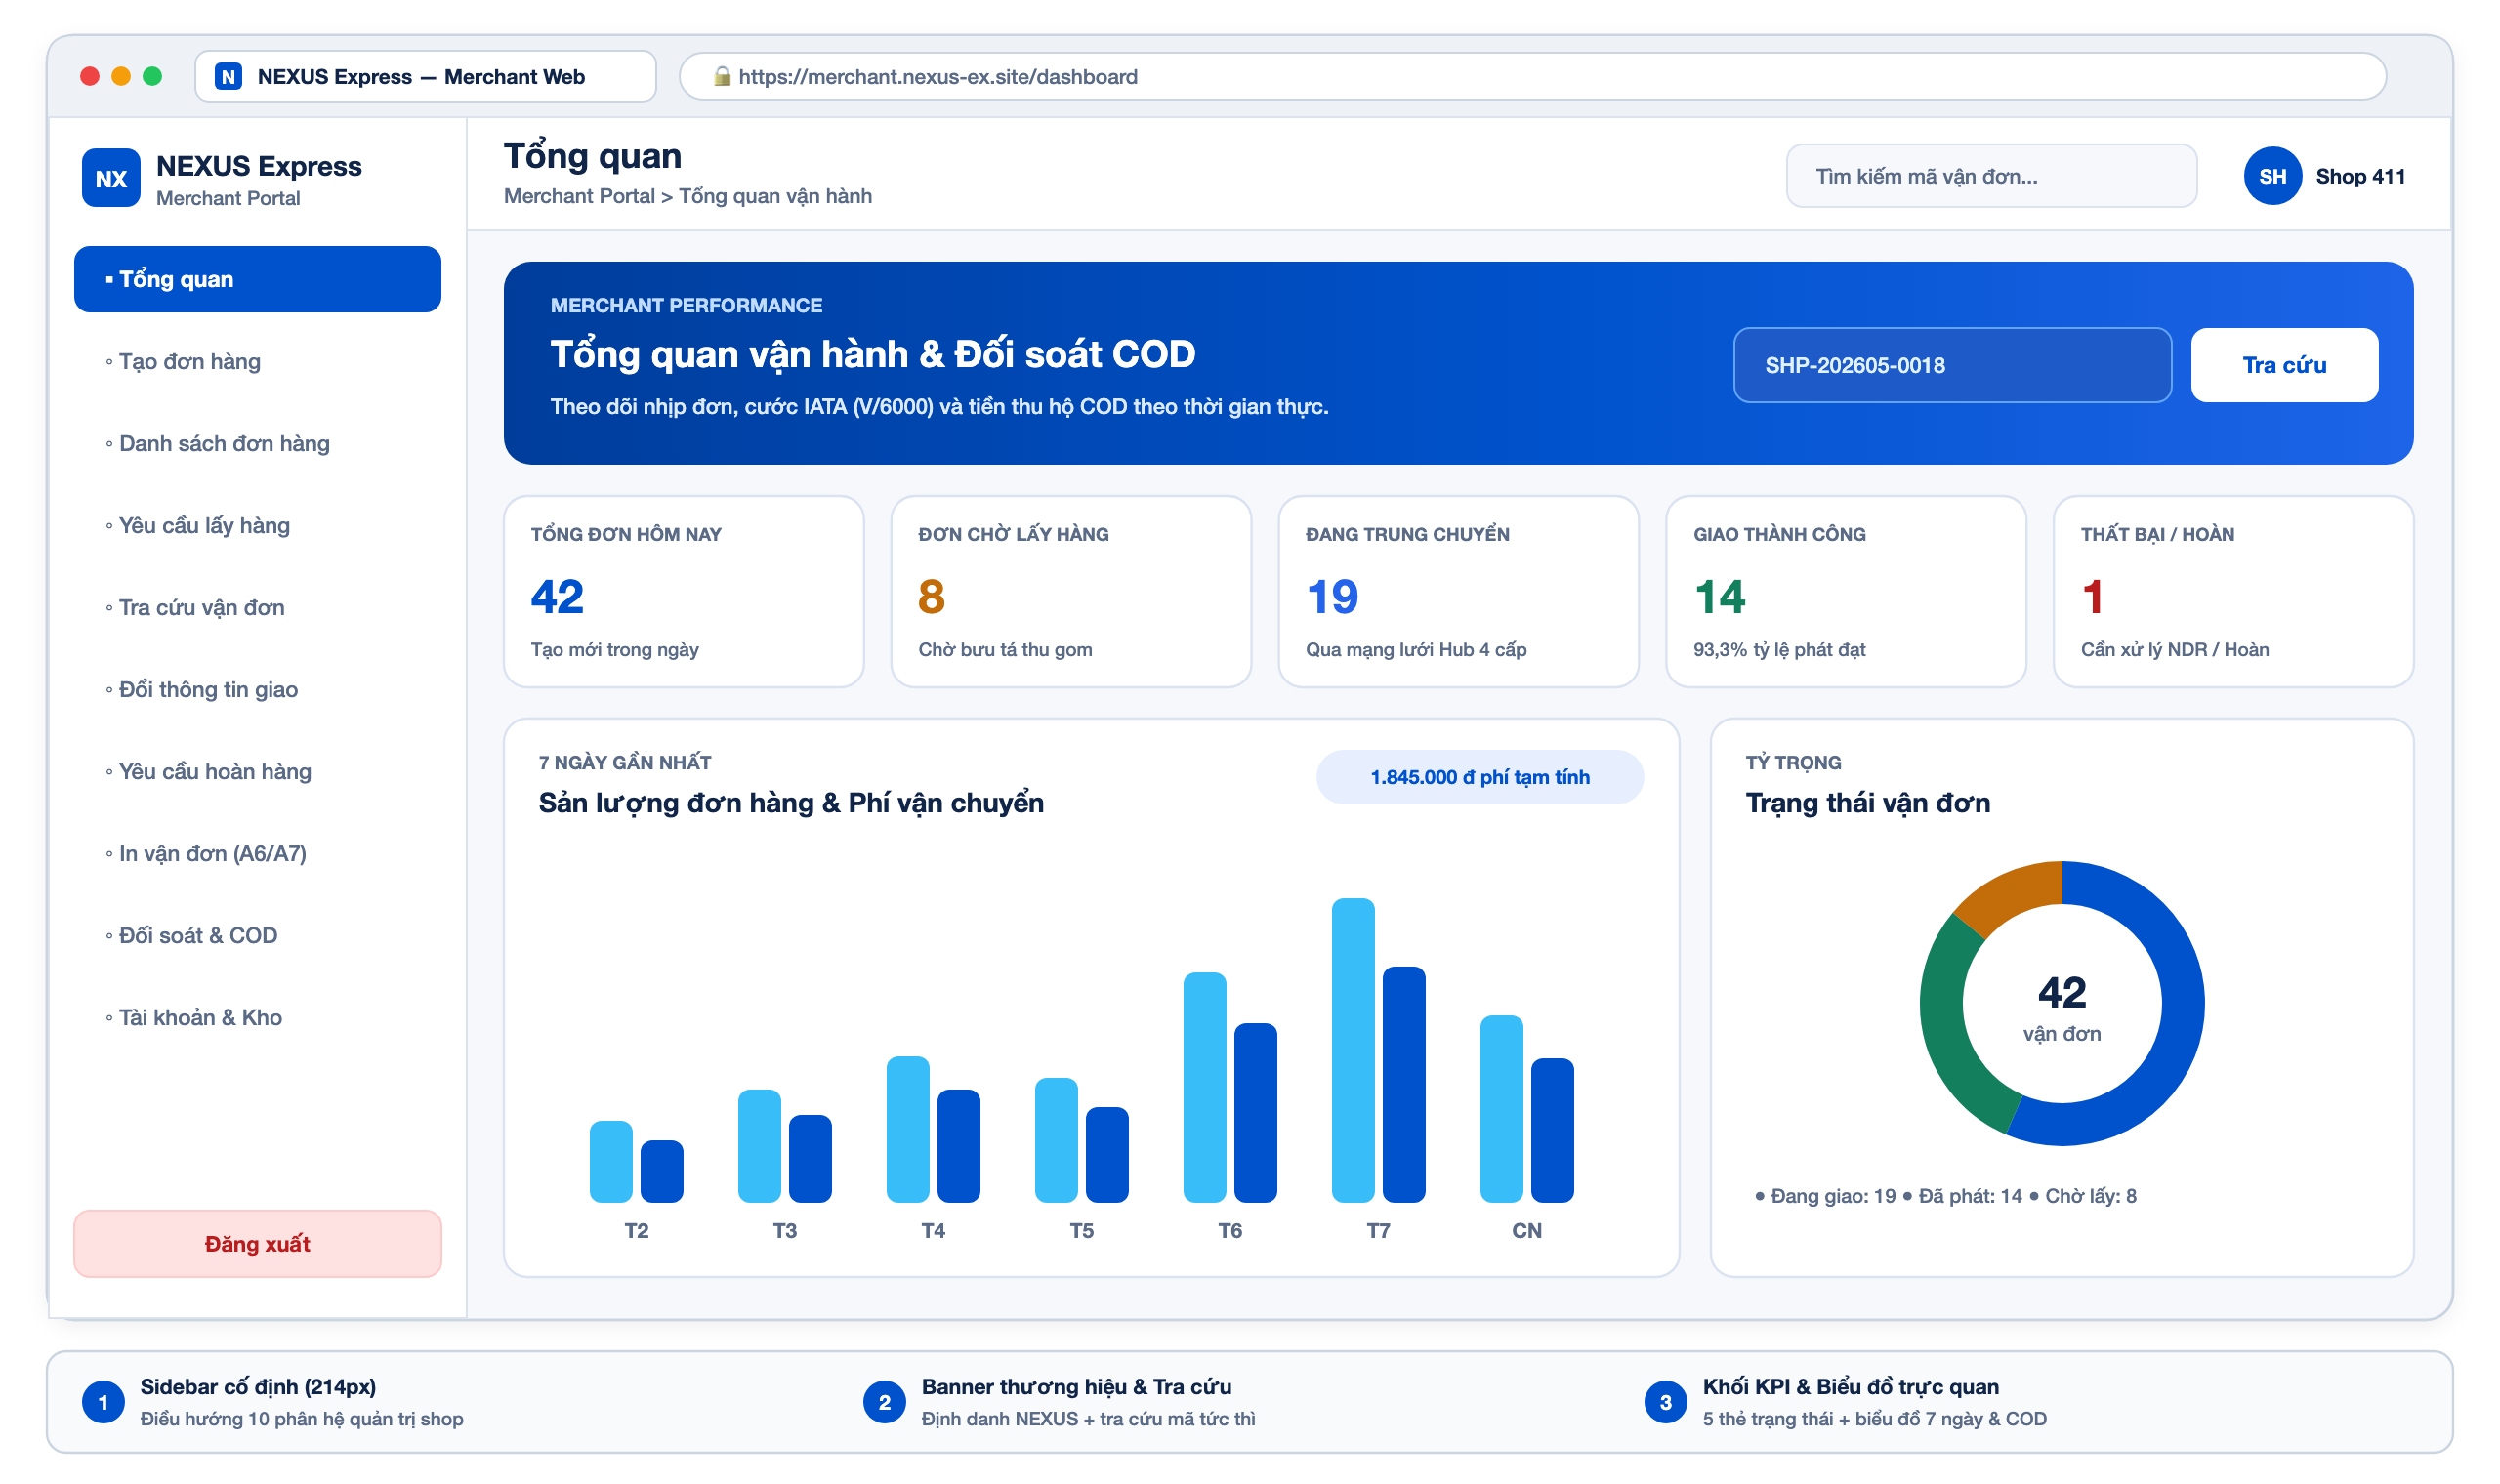 N NEXUS Express — Merchant Web
https://merchant.nexus-ex.site/dashboard
NX
NEXUS Express
Merchant Portal
▪ Tổng quan
◦ Tạo đơn hàng
◦ Danh sách đơn hàng
◦ Yêu cầu lấy hàng
◦ Tra cứu vận đơn
◦ Đổi thông tin giao
◦ Yêu cầu hoàn hàng
◦ In vận đơn (A6/A7)
◦ Đối soát & COD
◦ Tài khoản & Kho
Đăng xuất
Tổng quan
Merchant Portal > Tổng quan vận hành
Tìm kiếm mã vận đơn...
SH
Shop 411
MERCHANT PERFORMANCE
Tổng quan vận hành & Đối soát COD
Theo dõi nhịp đơn, cước IATA (V/6000) và tiền thu hộ COD theo thời gian thực.
SHP-202605-0018
Tra cứu
TỔNG ĐƠN HÔM NAY
42
Tạo mới trong ngày
ĐƠN CHỜ LẤY HÀNG
8
Chờ bưu tá thu gom
ĐANG TRUNG CHUYỂN
19
Qua mạng lưới Hub 4 cấp
GIAO THÀNH CÔNG
14
93,3% tỷ lệ phát đạt
THẤT BẠI / HOÀN
1
Cần xử lý NDR / Hoàn
7 NGÀY GẦN NHẤT
Sản lượng đơn hàng & Phí vận chuyển
1.845.000 đ phí tạm tính
T2 T3 T4 T5 T6 T7 CN
TỶ TRỌNG
Trạng thái vận đơn
42
vận đơn
● Đang giao: 19 ● Đã phát: 14 ● Chờ lấy: 8
1
Sidebar cố định (214px)
Điều hướng 10 phân hệ quản trị shop
2
Banner thương hiệu & Tra cứu
Định danh NEXUS + tra cứu mã tức thì
3
Khối KPI & Biểu đồ trực quan
5 thẻ trạng thái + biểu đồ 7 ngày & COD